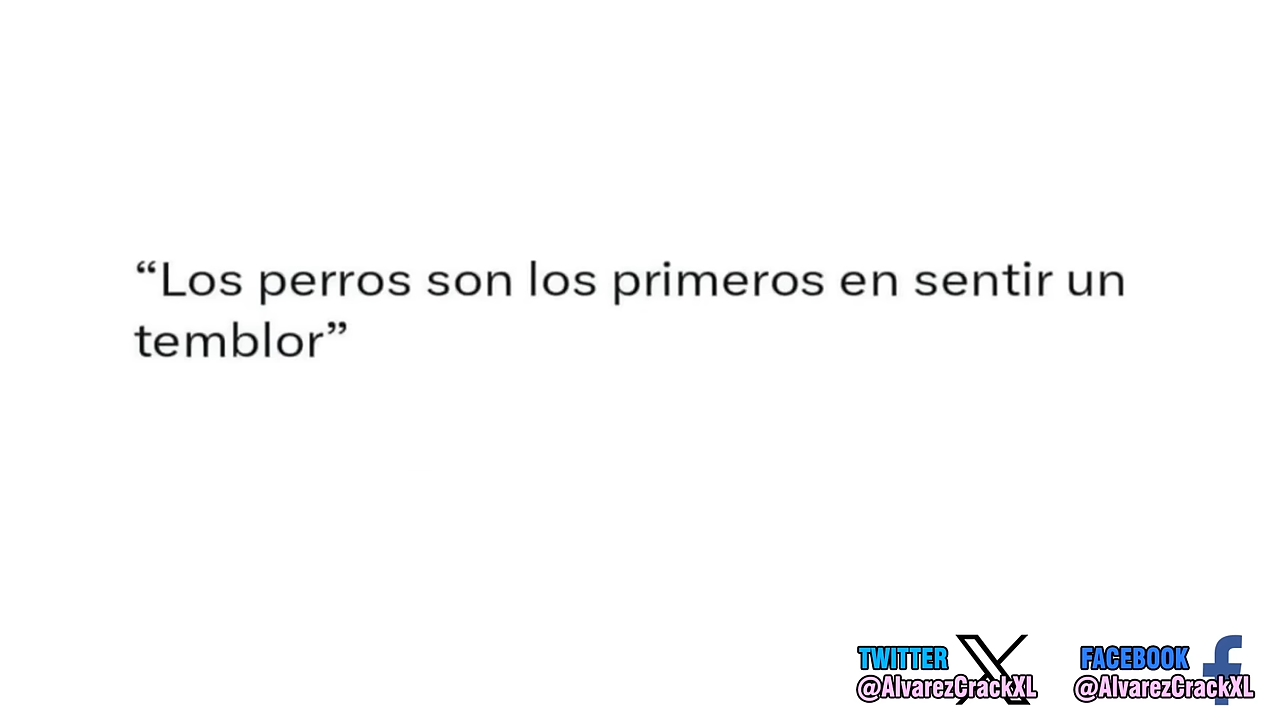 “Los perros son los primeros en sentir un
temblor”
TWITTER
@AlvarezCrackXL
FACEBOOK
@AlvarezCrackXL